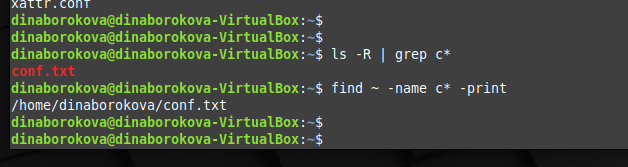 xattr.conf
dinaborokova@dinaborokova-VirtualBox:~$
dinaborokova@dinaborokova-VirtualBox:~$
dinaborokova@dinaborokova-VirtualBox:~$ ls -R | grep c*
conf.txt
dinaborokova@dinaborokova-VirtualBox:~$ find ~ -name c* -print
/home/dinaborokova/conf.txt
dinaborokova@dinaborokova-VirtualBox:~$
dinaborokova@dinaborokova-VirtualBox:~$